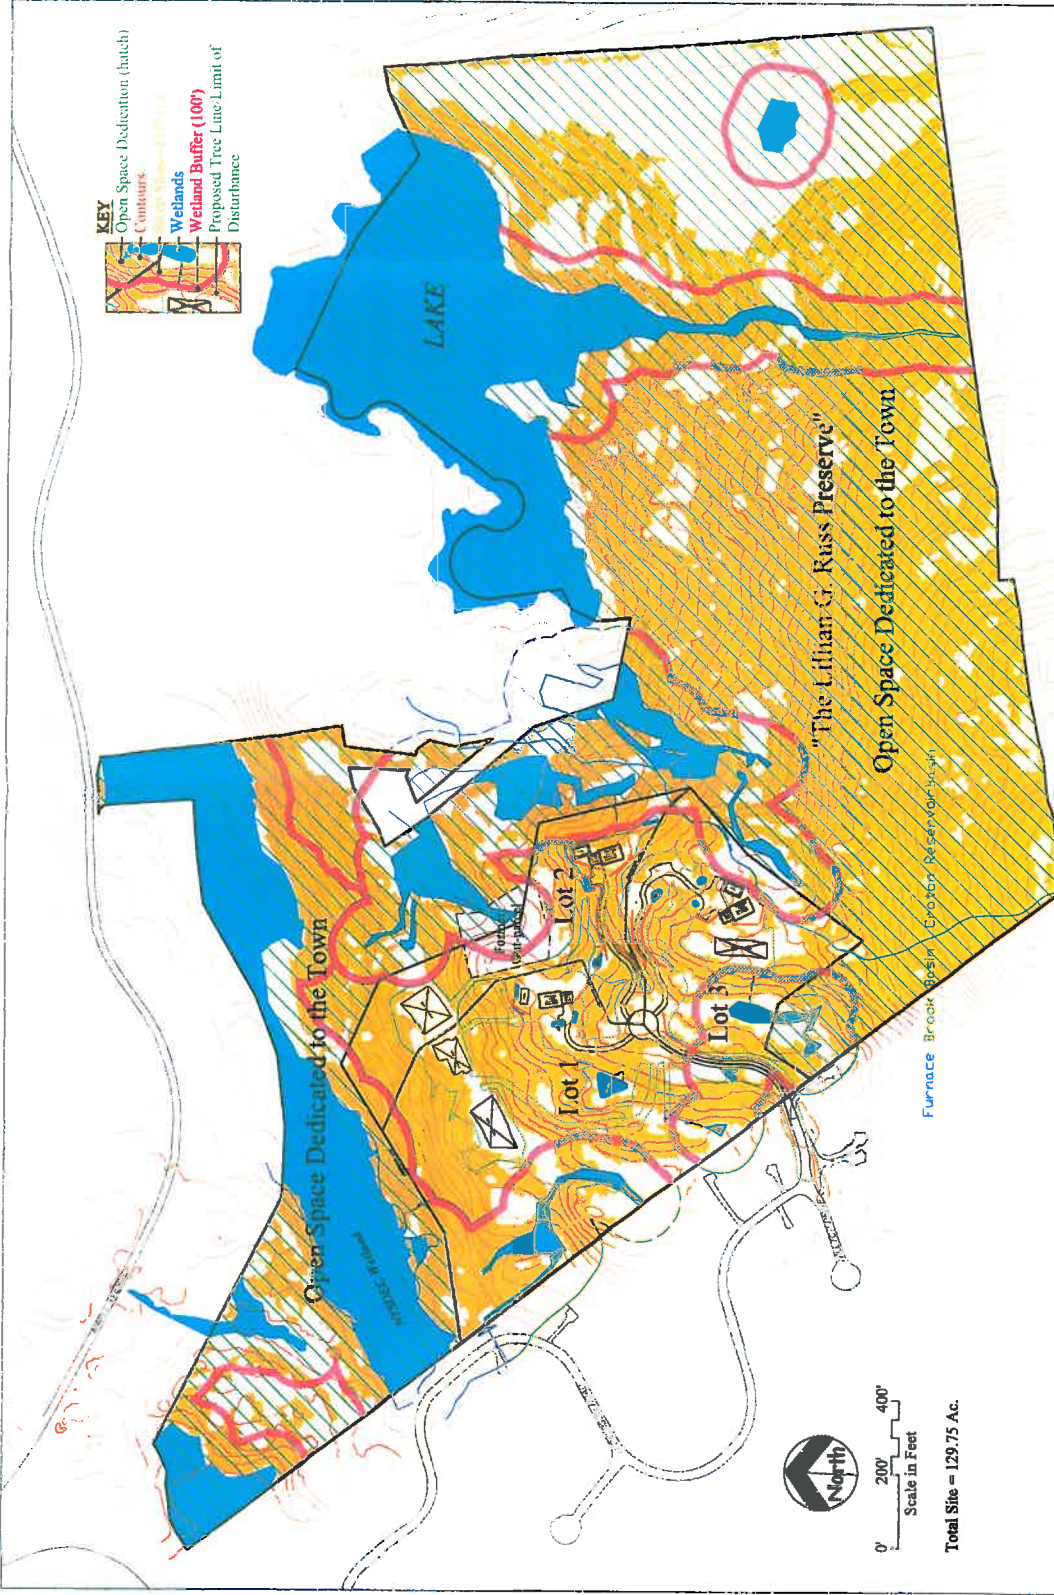 KEY
Open Space Dedication (hatch)
Contours
Wetlands
Wetland Buffer (100')
Proposed Tree Line/Limit of
Disturbance
LAKE
Open Space Dedicated to the Town
"The Lillian G. Russ Preserve"
Open Space Dedicated to the Town
Lot 1
Lot 2
Lot 3
NYSDEC Wetland
Furnace Brook Basin
Croton Reservoir Basin
North
0' 200' 400'
Scale in Feet
Total Site = 129.75 Ac.